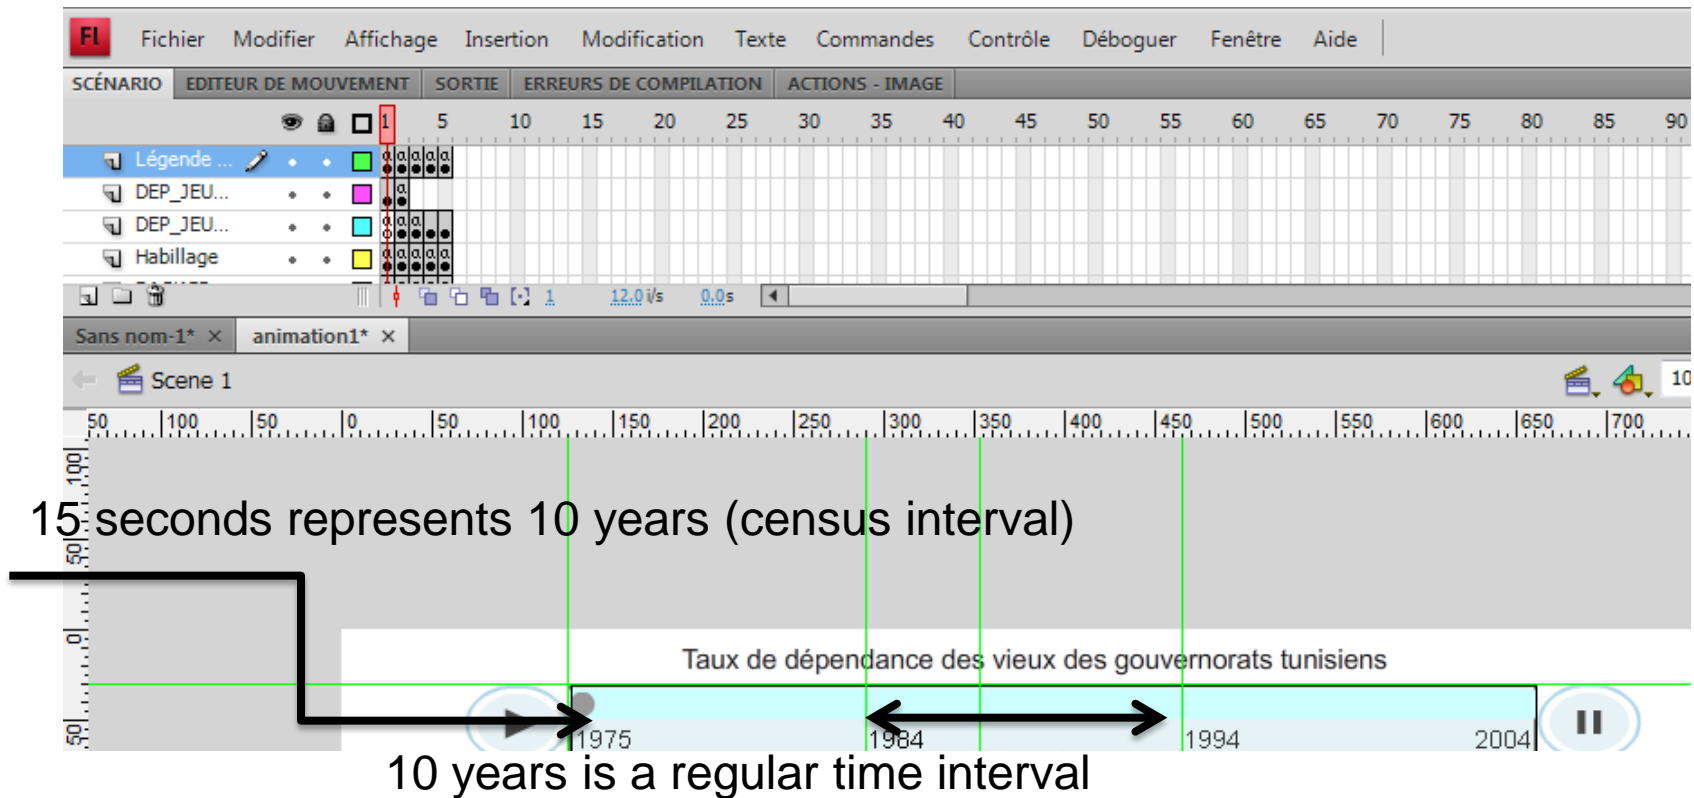 Fl Fichier Modifier Affichage Insertion Modification Texte Commandes Contrôle Déboguer Fenêtre Aide
SCÉNARIO EDITEUR DE MOUVEMENT SORTIE ERREURS DE COMPILATION ACTIONS - IMAGE
1 5 10 15 20 25 30 35 40 45 50 55 60 65 70 75 80 85 90
Légende ...
DEP_JEU...
DEP_JEU...
Habillage
1 12.0 i/s 0.0s
Sans nom-1* × animation1* ×
Scene 1 10
50 100 50 0 50 100 150 200 250 300 350 400 450 500 550 600 650 700
100
15 seconds represents 10 years (census interval)
50
0
Taux de dépendance des vieux des gouvernorats tunisiens
50
1975 1984 1994 2004
10 years is a regular time interval